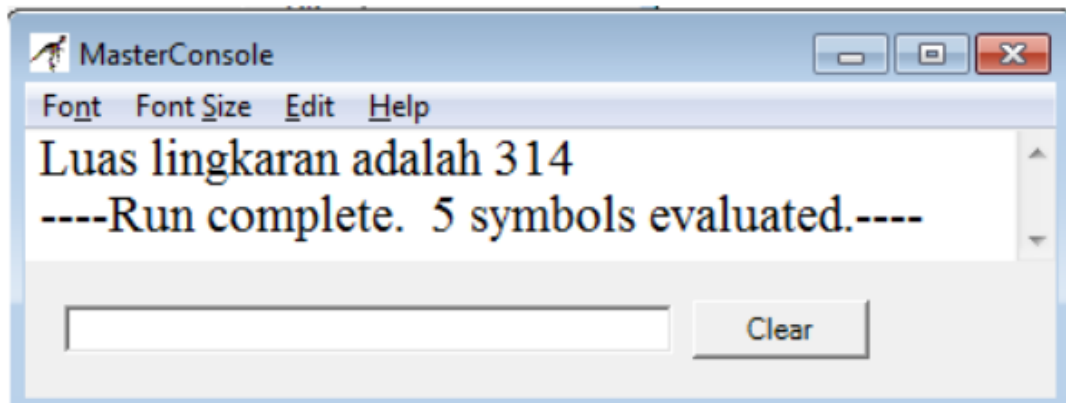 MasterConsole
Font Font Size Edit Help
Luas lingkaran adalah 314
----Run complete.  5 symbols evaluated.----
Clear